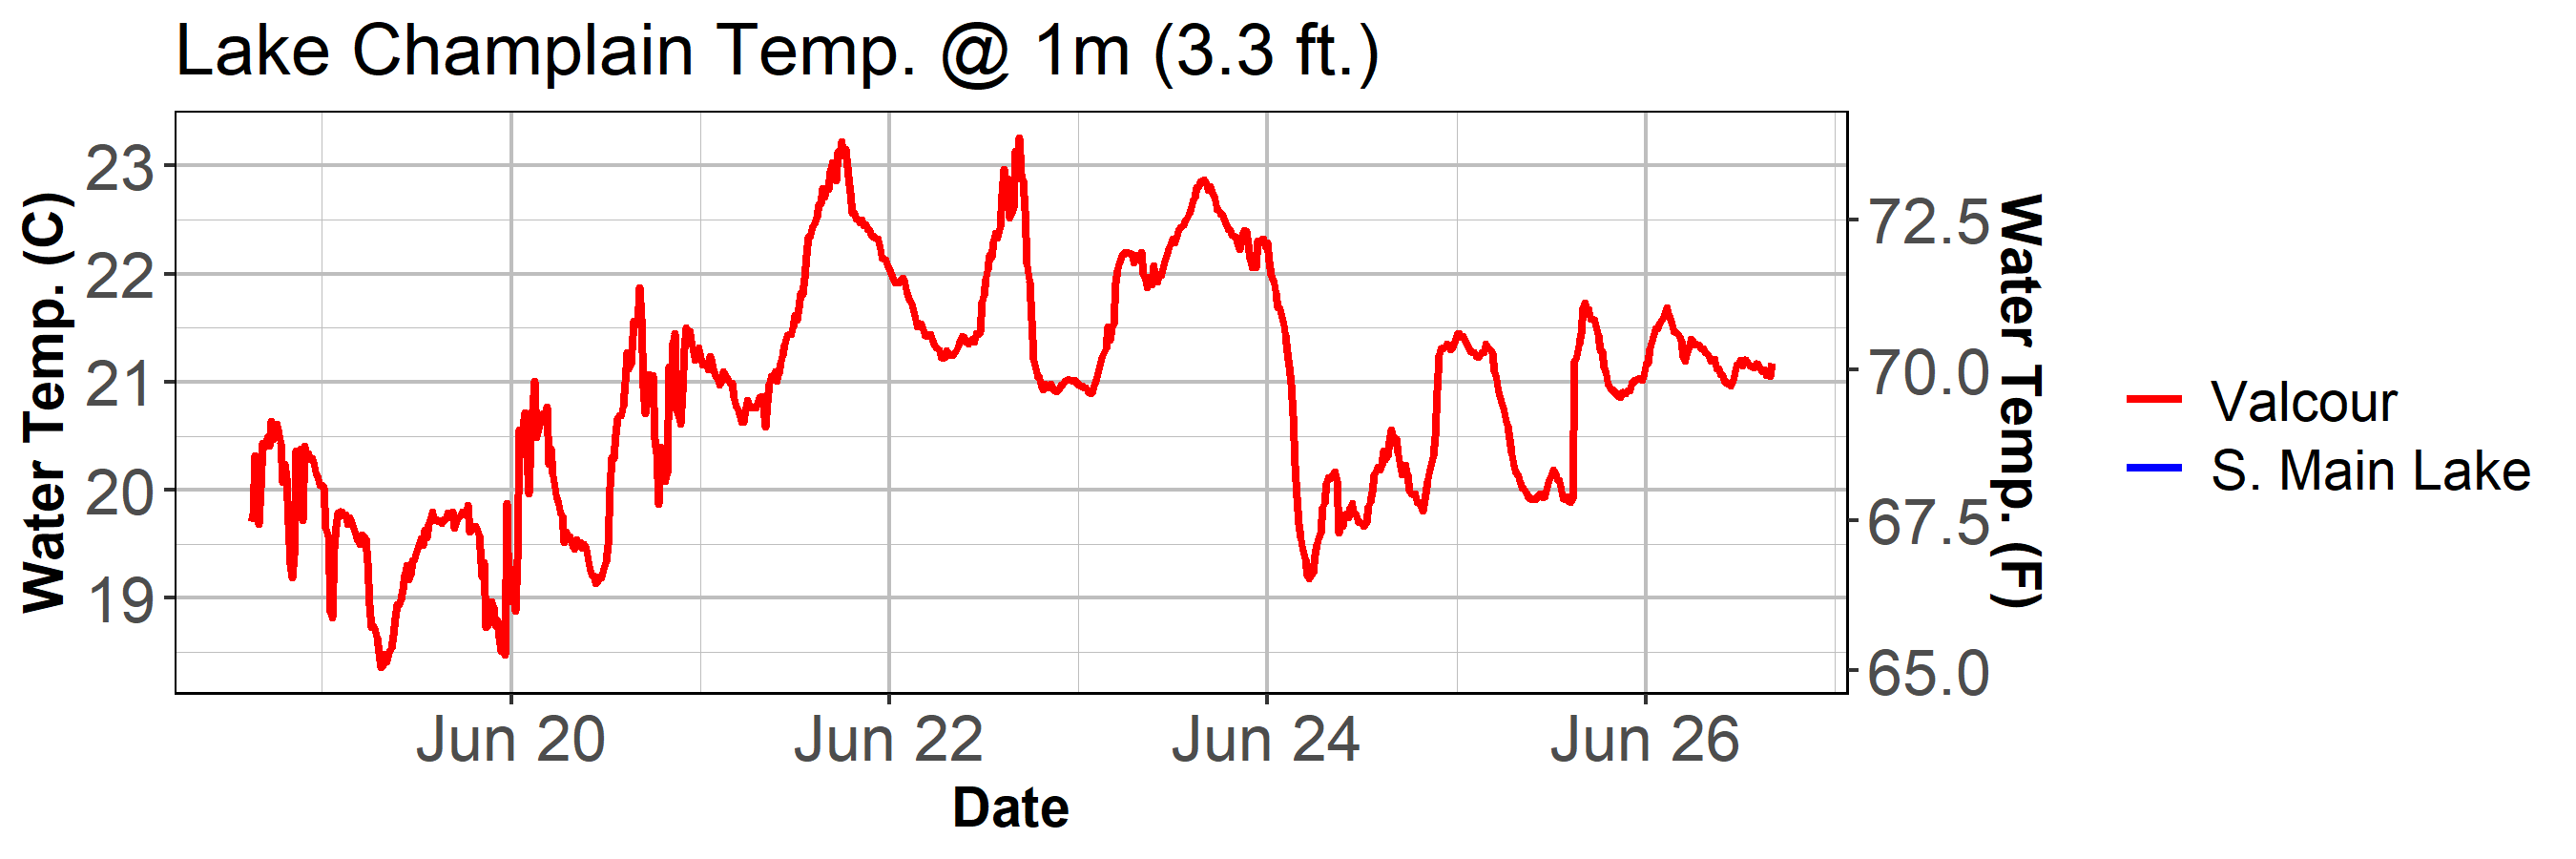 Lake Champlain Temp. @ 1m (3.3 ft.)
Water Temp. (C)
23
22
21
20
19
72.5
70.0
67.5
65.0
Water Temp. (F)
Jun 20
Jun 22
Jun 24
Jun 26
Date
Valcour
S. Main Lake